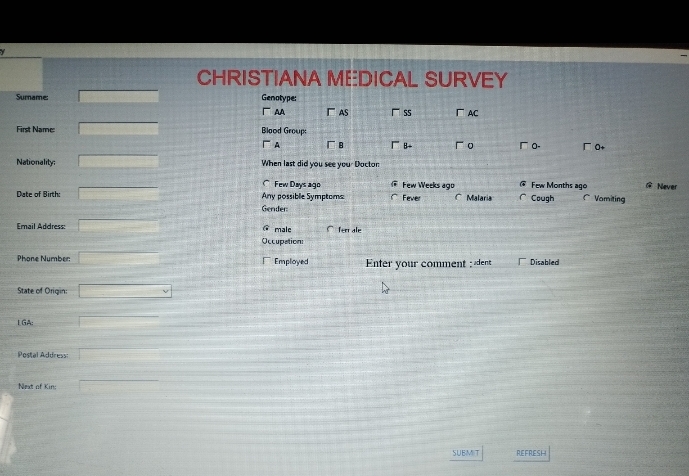 CHRISTIANA MEDICAL SURVEY
Surname:
First Name:
Nationality:
Date of Birth:
Email Address:
Phone Number:
State of Origin:
LGA:
Postal Address:
Next of Kin:
Genotype:
AA AS SS AC
Blood Group:
A B B+ O O- O+
When last did you see your Doctor:
Few Days ago Few Weeks ago Few Months ago Never
Any possible Symptoms: Fever Malaria Cough Vomiting
Gender:
male female
Occupation:
Employed Enter your comment : ident Disabled
SUBMIT REFRESH